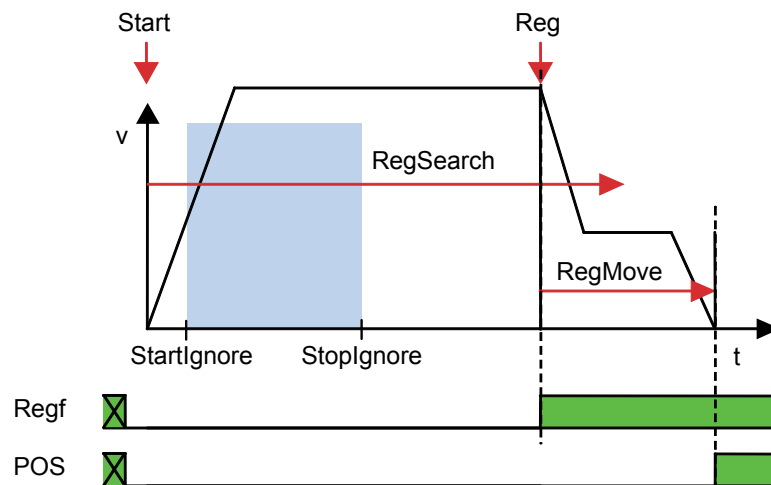 Start
Reg
v
RegSearch
RegMove
StartIgnore
StopIgnore
t
Regf
POS